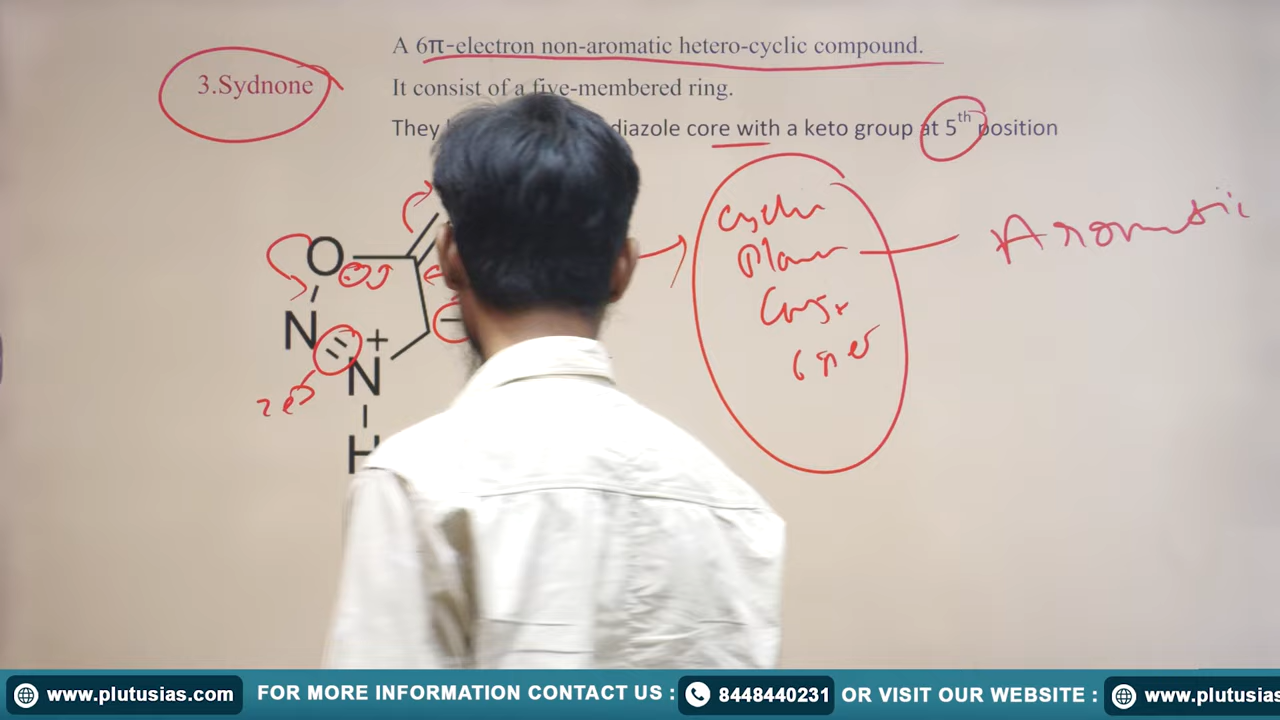 A 6π-electron non-aromatic hetero-cyclic compound.
3.Sydnone
It consist of a five-membered ring.
They diazole core with a keto group at 5th position
Cyclic
Planar
Aromatic
O
N
+
N
H
2e
6π e
www.plutusias.com
FOR MORE INFORMATION CONTACT US :
8448440231
OR VISIT OUR WEBSITE :
www.plutusias